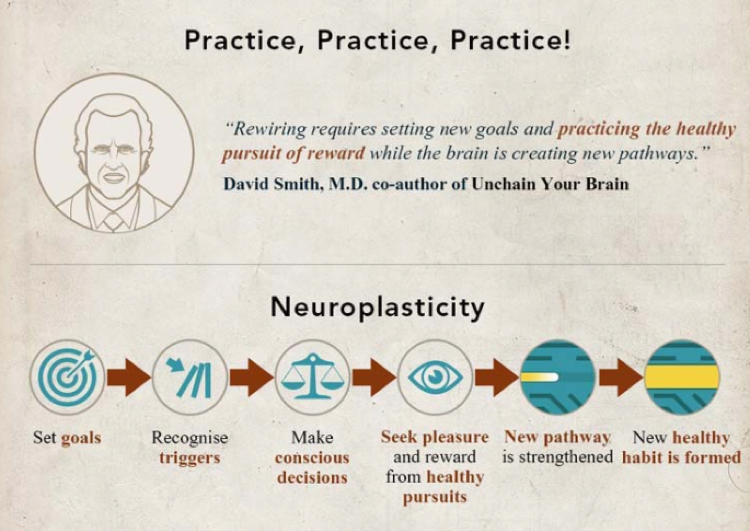 Practice, Practice, Practice!
“Rewiring requires setting new goals and practicing the healthy
pursuit of reward while the brain is creating new pathways.”
David Smith, M.D. co-author of Unchain Your Brain
Neuroplasticity
Set goals
Recognise
triggers
Make
conscious
decisions
Seek pleasure
and reward
from healthy
pursuits
New pathway
is strengthened
New healthy
habit is formed